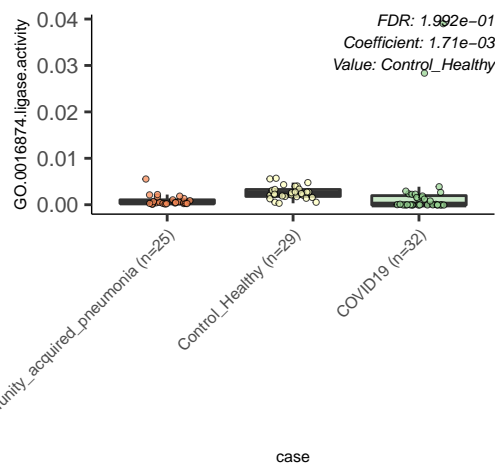 FDR: 1.992e−01
Coefficient: 1.71e−03
Value: Control_Healthy
GO.0016874.ligase.activity
0.04
0.03
0.02
0.01
0.00
unity_acquired_pneumonia (n=25)
Control_Healthy (n=29)
COVID19 (n=32)
case